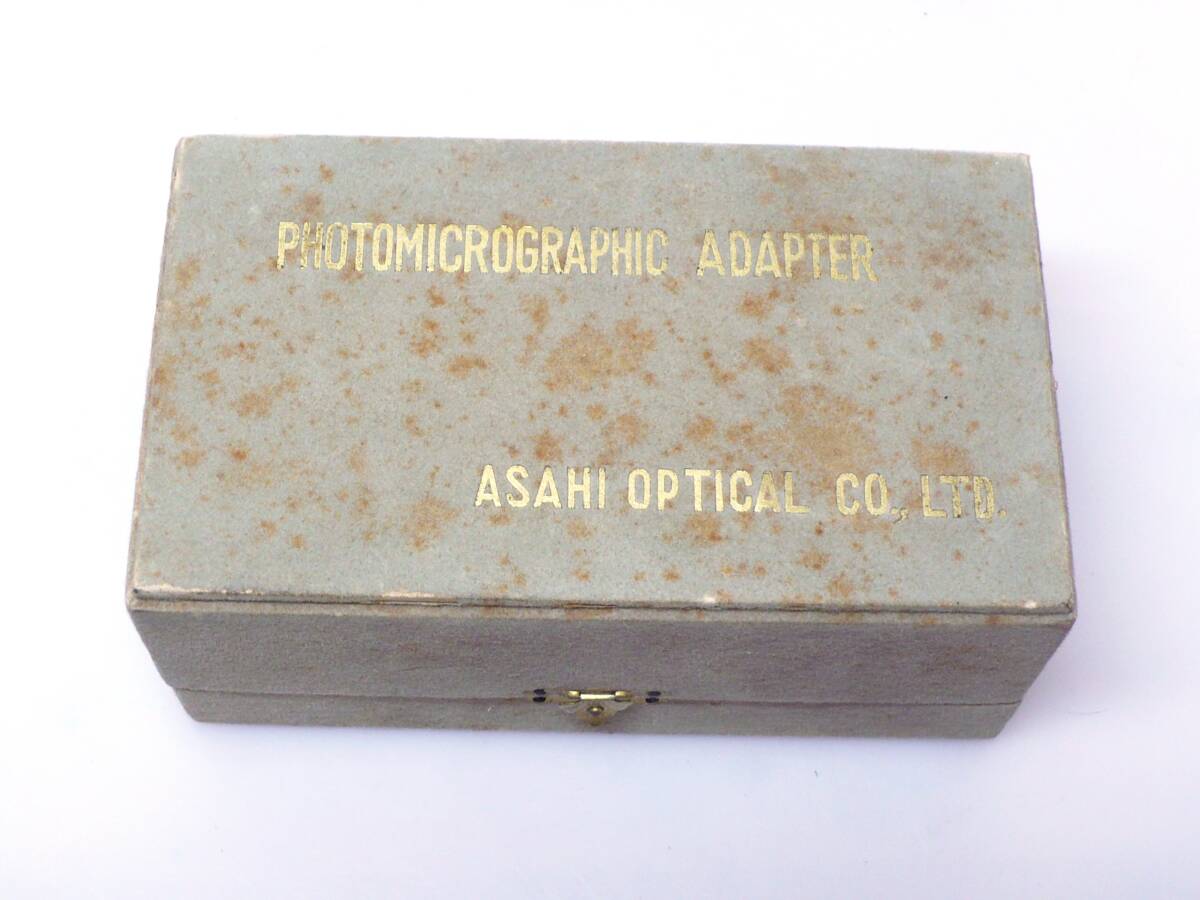 PHOTOMICROGRAPHIC ADAPTER
ASAHI OPTICAL CO., LTD.